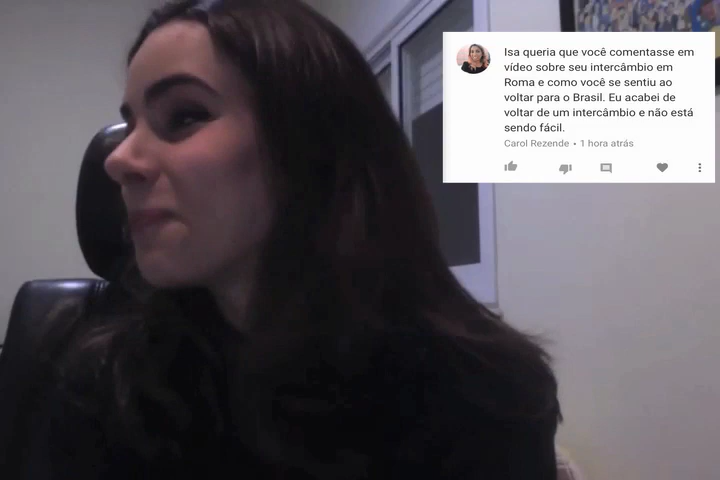 Isa queria que você comentasse em
vídeo sobre seu intercâmbio em
Roma e como você se sentiu ao
voltar para o Brasil. Eu acabei de
voltar de um intercâmbio e não está
sendo fácil.
Carol Rezende • 1 hora atrás